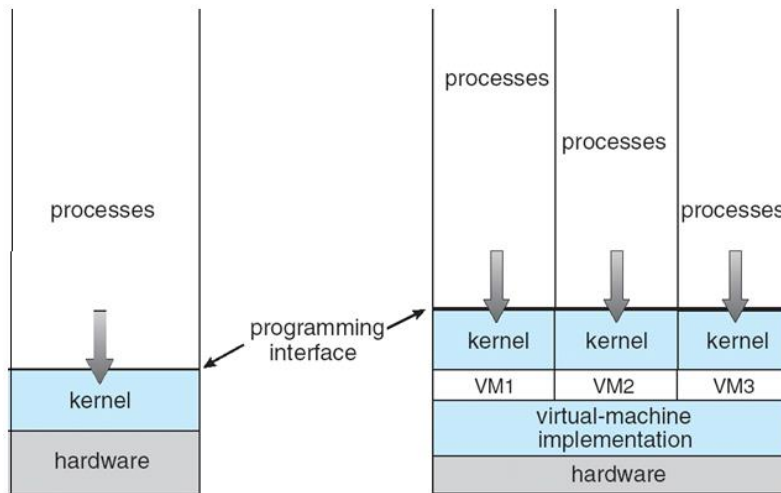 processes
processes
processes
processes
programming
interface
kernel
kernel
kernel
kernel
VM1
VM2
VM3
virtual-machine
implementation
hardware
hardware